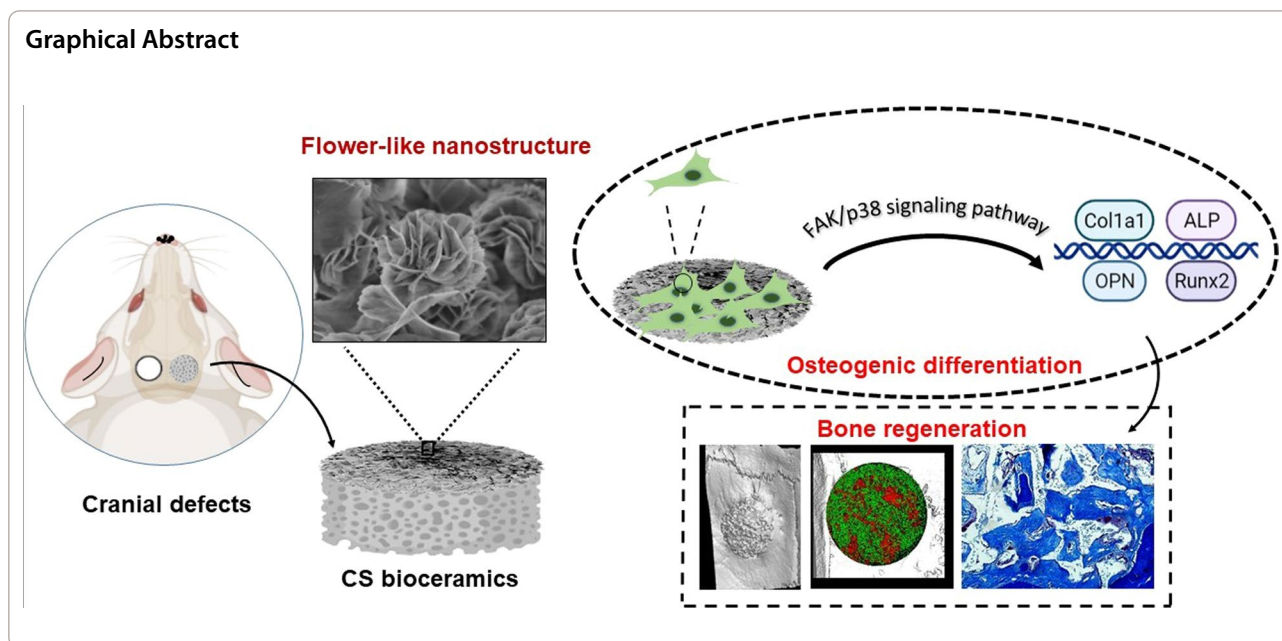 Graphical Abstract
Flower-like nanostructure
FAK/p38 signaling pathway
Col1a1
ALP
OPN
Runx2
Osteogenic differentiation
Bone regeneration
Cranial defects
CS bioceramics